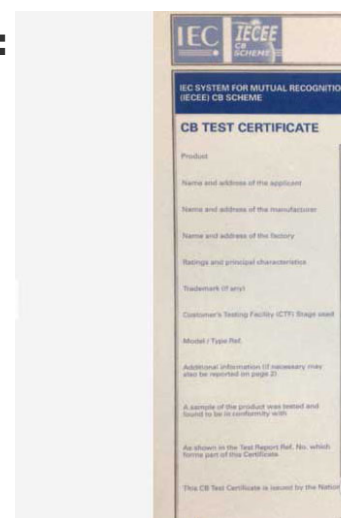 IEC IECEE
CB
SCHEME
IEC SYSTEM FOR MUTUAL RECOGNITIO
(IECEE) CB SCHEME
CB TEST CERTIFICATE
Product
Name and address of the applicant
Name and address of the manufacturer
Name and address of the factory
Ratings and principal characteristics
Trademark (if any)
Customer's Testing Facility (CTF) Stage used
Model / Type Ref.
Additional information (if necessary may
also be reported on page 2)
A sample of the product was tested and
found to be in conformity with
As shown in the Test Report Ref. No. which
forms part of this Certificate
This CB Test Certificate is issued by the Nation